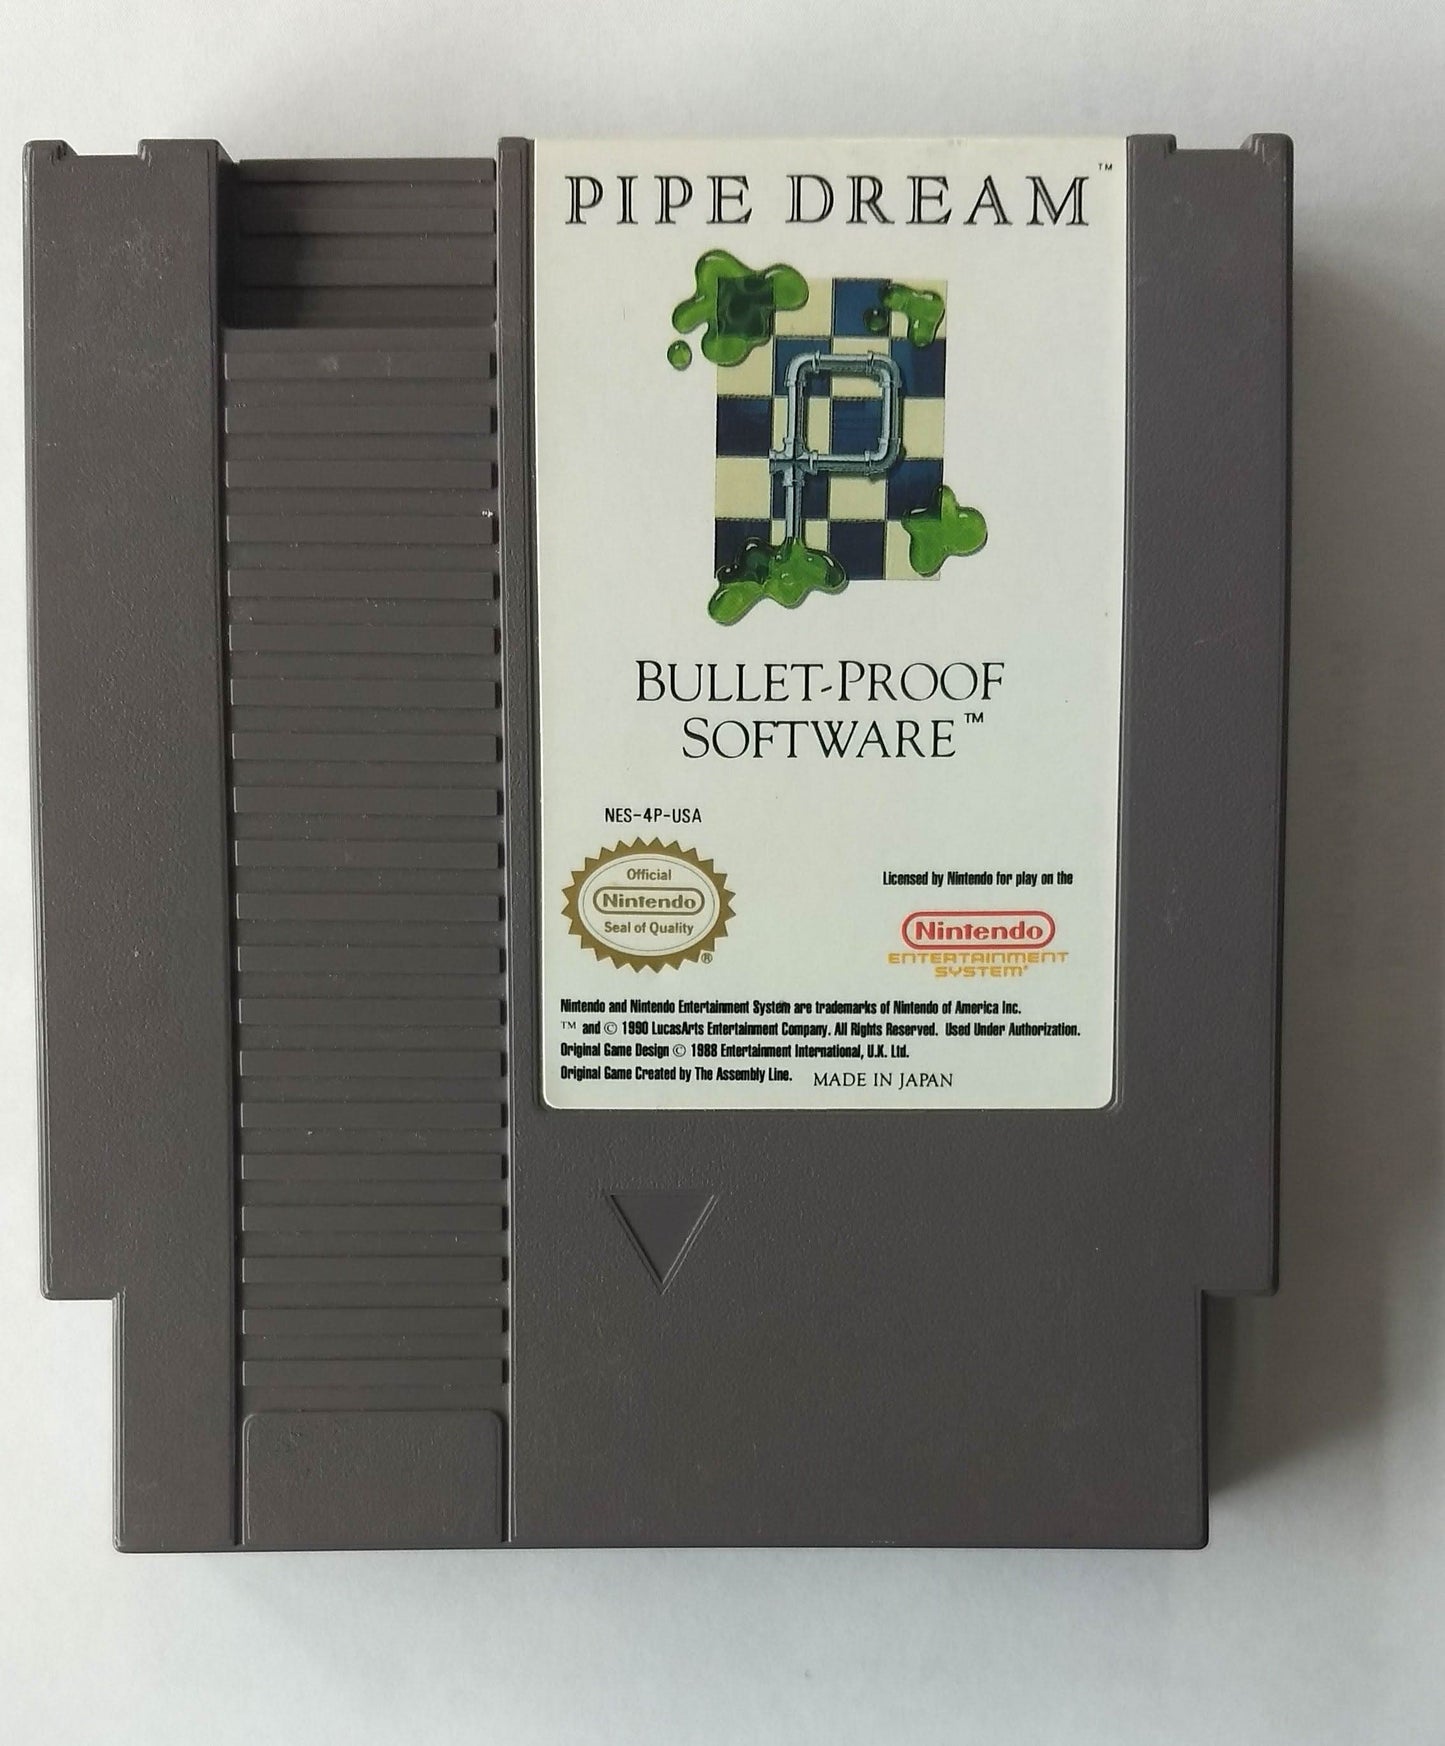 PIPE DREAM™
BULLET-PROOF
SOFTWARE™
NES-4P-USA
Official
Nintendo
Seal of Quality
®
Licensed by Nintendo for play on the
Nintendo
ENTERTAINMENT
SYSTEM®
Nintendo and Nintendo Entertainment System are trademarks of Nintendo of America Inc.
™ and © 1990 LucasArts Entertainment Company. All Rights Reserved. Used Under Authorization.
Original Game Design © 1988 Entertainment International, U.K. Ltd.
Original Game Created by The Assembly Line. MADE IN JAPAN